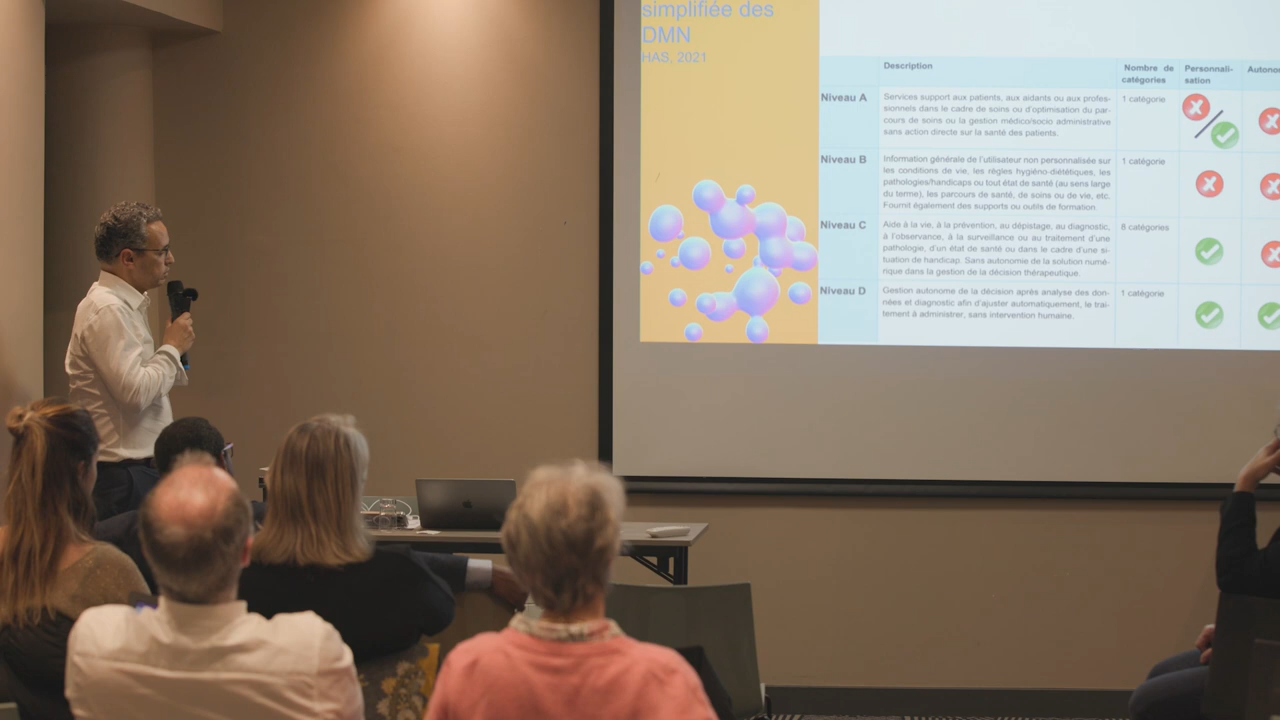 simplifiée des
DMN
HAS, 2021
Description
Nombre de
catégories
Personnali-
sation
Autono
Niveau A
Services support aux patients, aux aidants ou aux profes-
sionnels dans le cadre de soins ou d'optimisation du par-
cours de soins ou la gestion médico/socio administrative
sans action directe sur la santé des patients.
1 catégorie
Niveau B
Information générale de l'utilisateur non personnalisée sur
les conditions de vie, les règles hygiéno-diététiques, les
pathologies/handicaps ou tout état de santé (au sens large
du terme), les parcours de santé, de soins ou de vie, etc.
Fournit également des supports ou outils de formation.
1 catégorie
Niveau C
Aide à la vie, à la prévention, au dépistage, au diagnostic,
à l'observance, à la surveillance ou au traitement d'une
pathologie, d'un état de santé ou dans le cadre d'une si-
tuation de handicap. Sans autonomie de la solution numé-
rique dans la gestion de la décision thérapeutique.
8 catégories
Niveau D
Gestion autonome de la décision après analyse des don-
nées et diagnostic afin d'ajuster automatiquement, le trai-
tement à administrer, sans intervention humaine.
1 catégorie